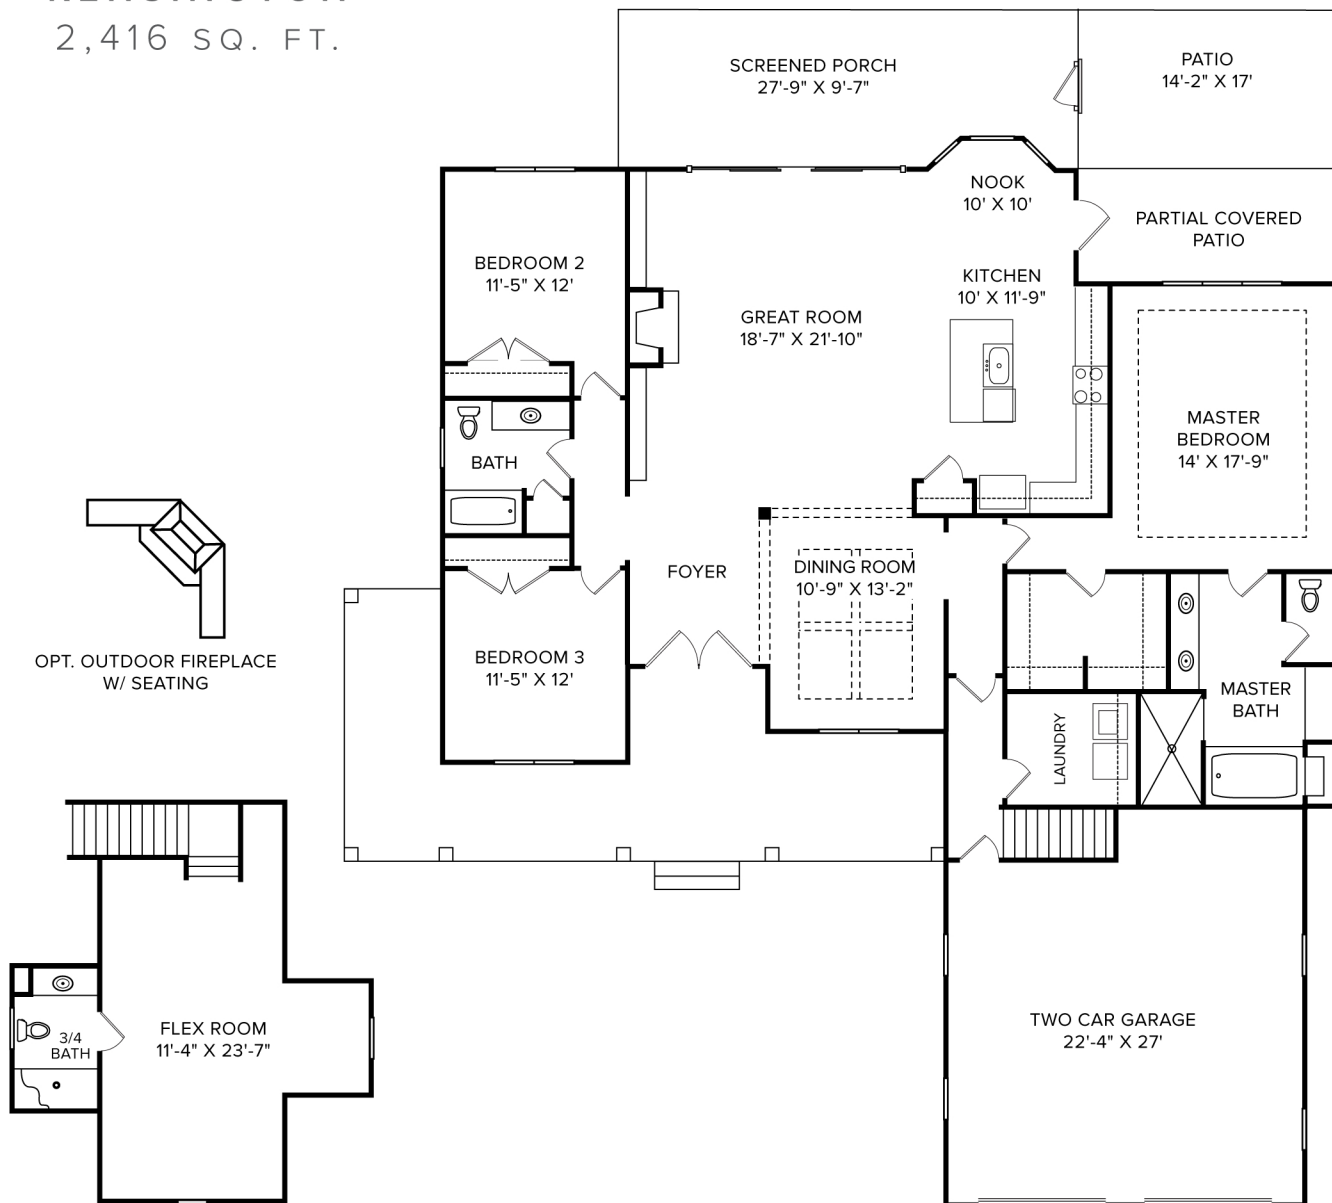 2,416 SQ. FT.
SCREENED PORCH
27'-9" X 9'-7"
PATIO
14'-2" X 17'
NOOK
10' X 10'
PARTIAL COVERED
PATIO
BEDROOM 2
11'-5" X 12'
KITCHEN
10' X 11'-9"
GREAT ROOM
18'-7" X 21'-10"
MASTER
BEDROOM
14' X 17'-9"
BATH
FOYER
DINING ROOM
10'-9" X 13'-2"
OPT. OUTDOOR FIREPLACE
W/ SEATING
BEDROOM 3
11'-5" X 12'
MASTER
BATH
LAUNDRY
FLEX ROOM
11'-4" X 23'-7"
3/4
BATH
TWO CAR GARAGE
22'-4" X 27'